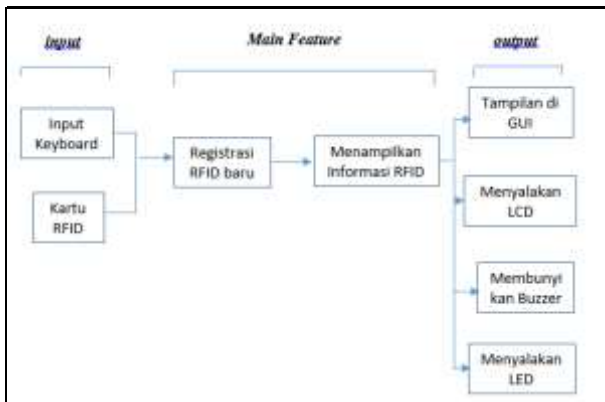 input
Main Feature
output
Input
Keyboard
Kartu
RFID
Registrasi
RFID baru
Menampilkan
Informasi RFID
Tampilan di
GUI
Menyalakan
LCD
Membunyi
kan Buzzer
Menyalakan
LED